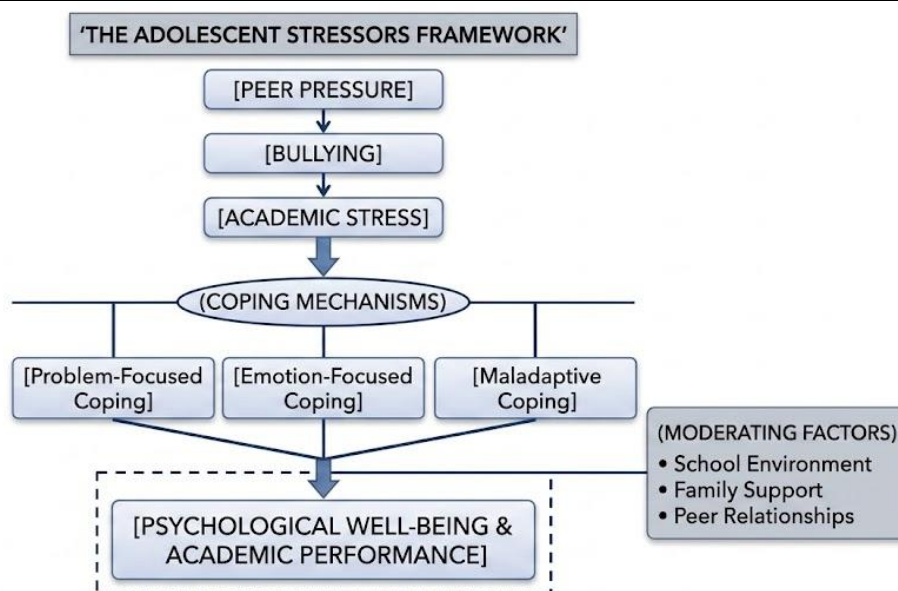 'THE ADOLESCENT STRESSORS FRAMEWORK'
[PEER PRESSURE]
[BULLYING]
[ACADEMIC STRESS]
(COPING MECHANISMS)
[Problem-Focused
Coping]
[Emotion-Focused
Coping]
[Maladaptive
Coping]
(MODERATING FACTORS)
• School Environment
• Family Support
• Peer Relationships
[PSYCHOLOGICAL WELL-BEING &
ACADEMIC PERFORMANCE]